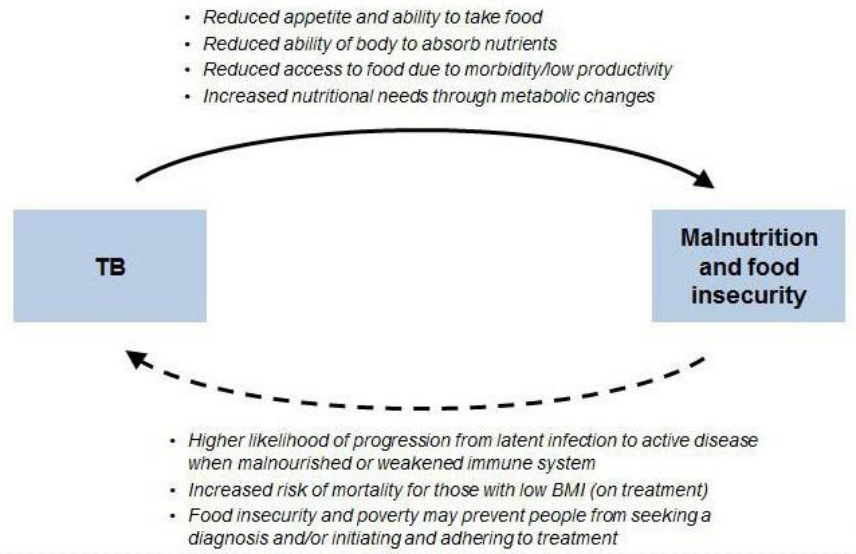 • Reduced appetite and ability to take food
• Reduced ability of body to absorb nutrients
• Reduced access to food due to morbidity/low productivity
• Increased nutritional needs through metabolic changes
TB
Malnutrition
and food
insecurity
• Higher likelihood of progression from latent infection to active disease
when malnourished or weakened immune system
• Increased risk of mortality for those with low BMI (on treatment)
• Food insecurity and poverty may prevent people from seeking a
diagnosis and/or initiating and adhering to treatment